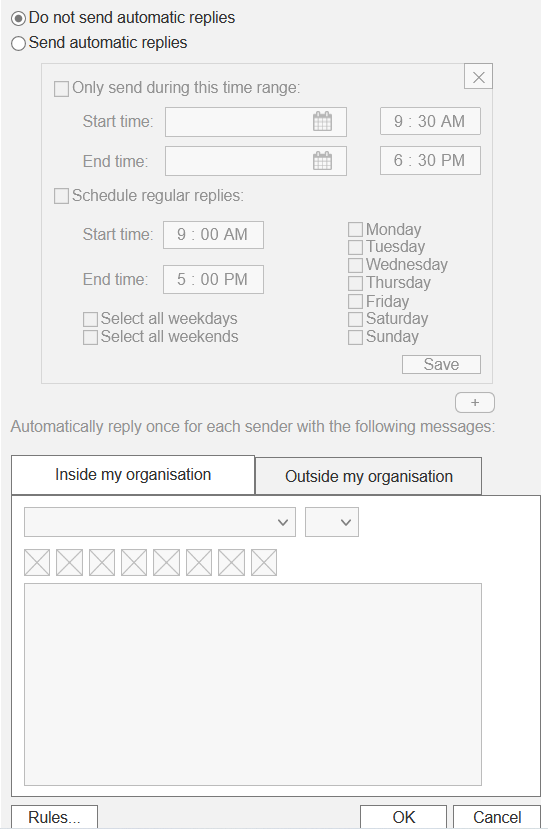 Do not send automatic replies
Send automatic replies
Only send during this time range:
Start time:
9 : 30 AM
End time:
6 : 30 PM
Schedule regular replies:
Start time: 9 : 00 AM
End time: 5 : 00 PM
Select all weekdays
Select all weekends
Monday
Tuesday
Wednesday
Thursday
Friday
Saturday
Sunday
Save
+
Automatically reply once for each sender with the following messages:
Inside my organisation
Outside my organisation
Rules...
OK
Cancel